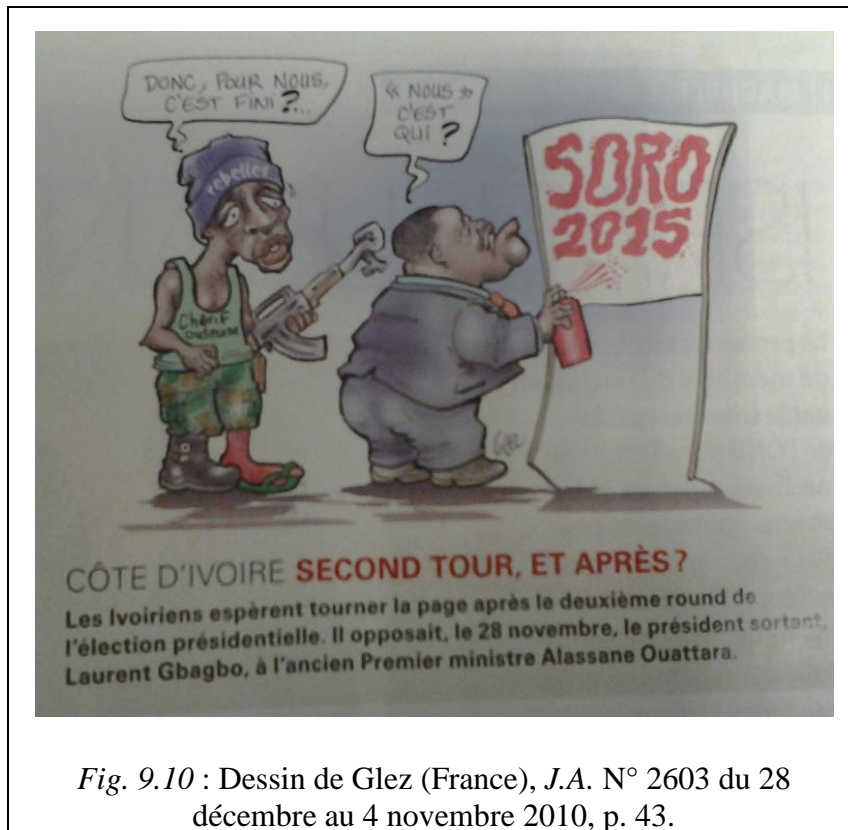 DONC, POUR NOUS,
C'EST FINI ?...
« NOUS »
C'EST
QUI ?
rebelles
Chérif
Ousmane
SORO
2015
GLEZ
CÔTE D'IVOIRE SECOND TOUR, ET APRÈS ?
Les Ivoiriens espèrent tourner la page après le deuxième round de
l'élection présidentielle. Il opposait, le 28 novembre, le président sortant,
Laurent Gbagbo, à l'ancien Premier ministre Alassane Ouattara.
Fig. 9.10 : Dessin de Glez (France), J.A. N° 2603 du 28
décembre au 4 novembre 2010, p. 43.